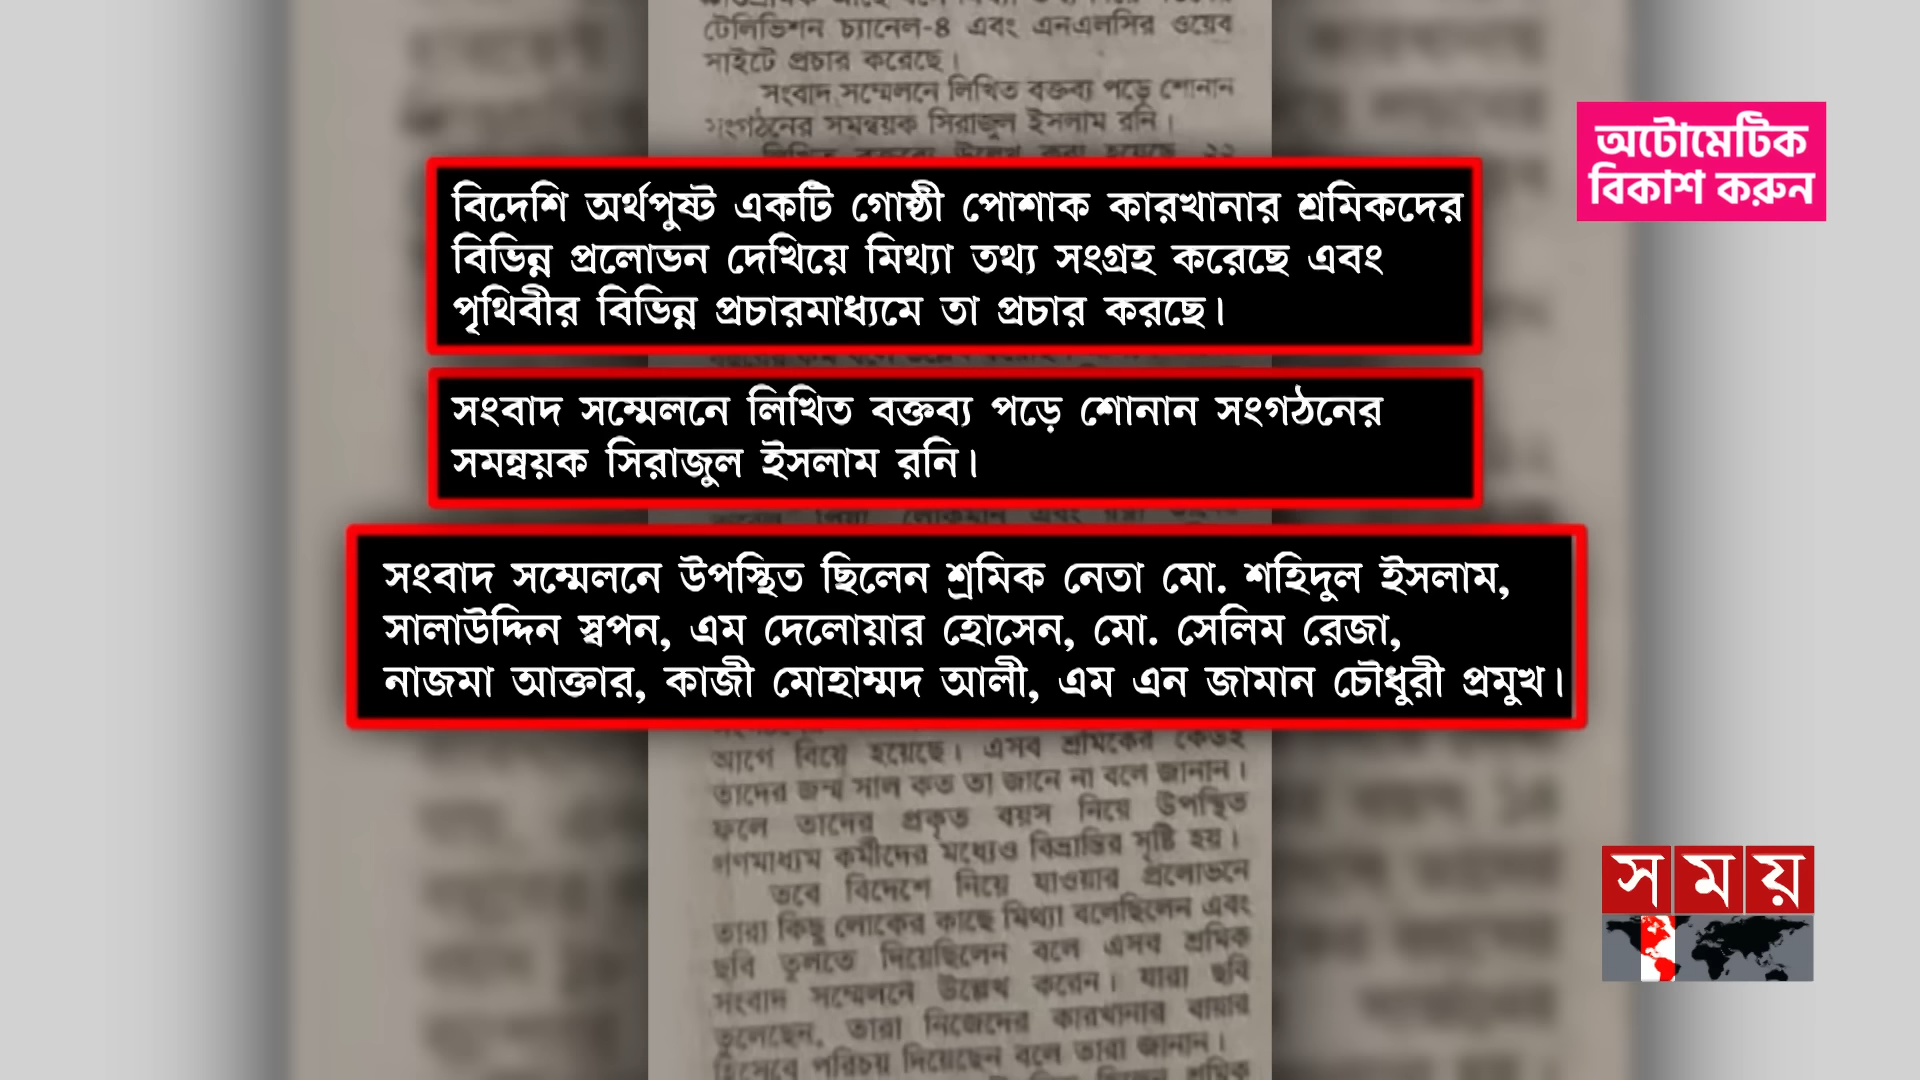 টেলিভিশন চ্যানেল-৪ এবং এনএলসির ওয়েব
সাইটে প্রচার করেছে।
সংবাদ সম্মেলনে লিখিত বক্তব্য পড়ে শোনান
সংগঠনের সমন্বয়ক সিরাজুল ইসলাম রনি।
অটোমেটিক
বিকাশ করুন
বিদেশি অর্থপুষ্ট একটি গোষ্ঠী পোশাক কারখানার শ্রমিকদের
বিভিন্ন প্রলোভন দেখিয়ে মিথ্যা তথ্য সংগ্রহ করেছে এবং
পৃথিবীর বিভিন্ন প্রচারমাধ্যমে তা প্রচার করছে।
সংবাদ সম্মেলনে লিখিত বক্তব্য পড়ে শোনান সংগঠনের
সমন্বয়ক সিরাজুল ইসলাম রনি।
সংবাদ সম্মেলনে উপস্থিত ছিলেন শ্রমিক নেতা মো. শহিদুল ইসলাম,
সালাউদ্দিন স্বপন, এম দেলোয়ার হোসেন, মো. সেলিম রেজা,
নাজমা আক্তার, কাজী মোহাম্মদ আলী, এম এন জামান চৌধুরী প্রমুখ।
আগে বিয়ে হয়েছে। এসব শ্রমিকের কেউই
তাদের জন্ম সাল কত তা জানে না বলে জানান।
ফলে তাদের প্রকৃত বয়স নিয়ে উপস্থিত
গণমাধ্যম কর্মীদের মধ্যেও বিভ্রান্তির সৃষ্টি হয়।
তবে বিদেশে নিয়ে যাওয়ার প্রলোভনে
তারা কিছু লোকের কাছে মিথ্যা বলেছিলেন এবং
ছবি তুলতে দিয়েছিলেন বলে এসব শ্রমিক
সংবাদ সম্মেলনে উল্লেখ করেন। যারা ছবি
তুলেছেন, তারা নিজেদের কারখানার বায়ার
হিসেবে পরিচয় দিয়েছেন বলে তারা জানান।
সময়